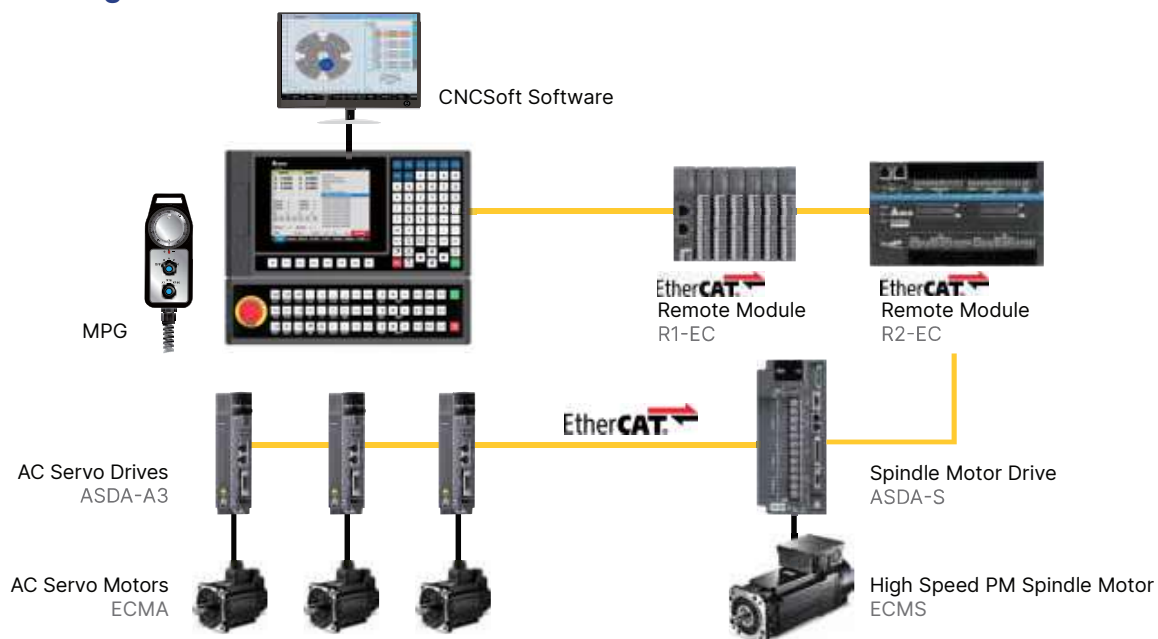 CNCSoft Software
MPG
EtherCAT.
Remote Module
R1-EC
EtherCAT.
Remote Module
R2-EC
EtherCAT.
AC Servo Drives
ASDA-A3
Spindle Motor Drive
ASDA-S
AC Servo Motors
ECMA
High Speed PM Spindle Motor
ECMS